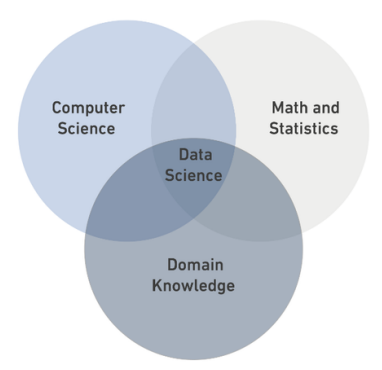 Computer
Science
Math and
Statistics
Data
Science
Domain
Knowledge